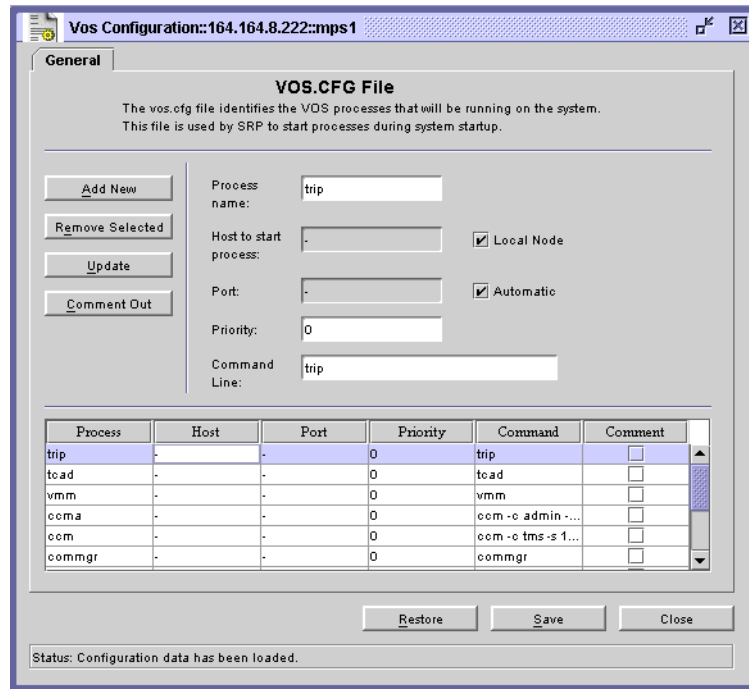 Vos Configuration::164.164.8.222::mps1
General
VOS.CFG File
The vos.cfg file identifies the VOS processes that will be running on the system.
This file is used by SRP to start processes during system startup.
Add New
Remove Selected
Update
Comment Out
Process
name:
trip
Host to start
process:
-
Local Node
Port:
-
Automatic
Priority:
0
Command
Line:
trip
Process Host Port Priority Command Comment
trip - - 0 trip
tcad - - 0 tcad
vmm - - 0 vmm
ccma - - 0 ccm -c admin -...
ccm - - 0 ccm -c tms -s 1...
commgr - - 0 commgr
Restore Save Close
Status: Configuration data has been loaded.